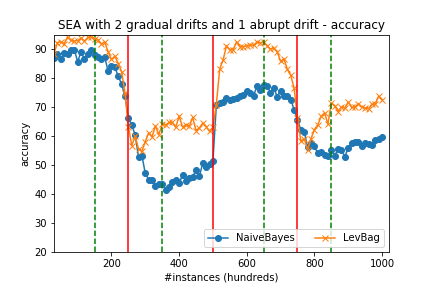 SEA with 2 gradual drifts and 1 abrupt drift - accuracy
90
80
70
60
50
40
30
20
accuracy
200
400
600
800
1000
#instaices (hundreds)
NaiveBayes
LevBag